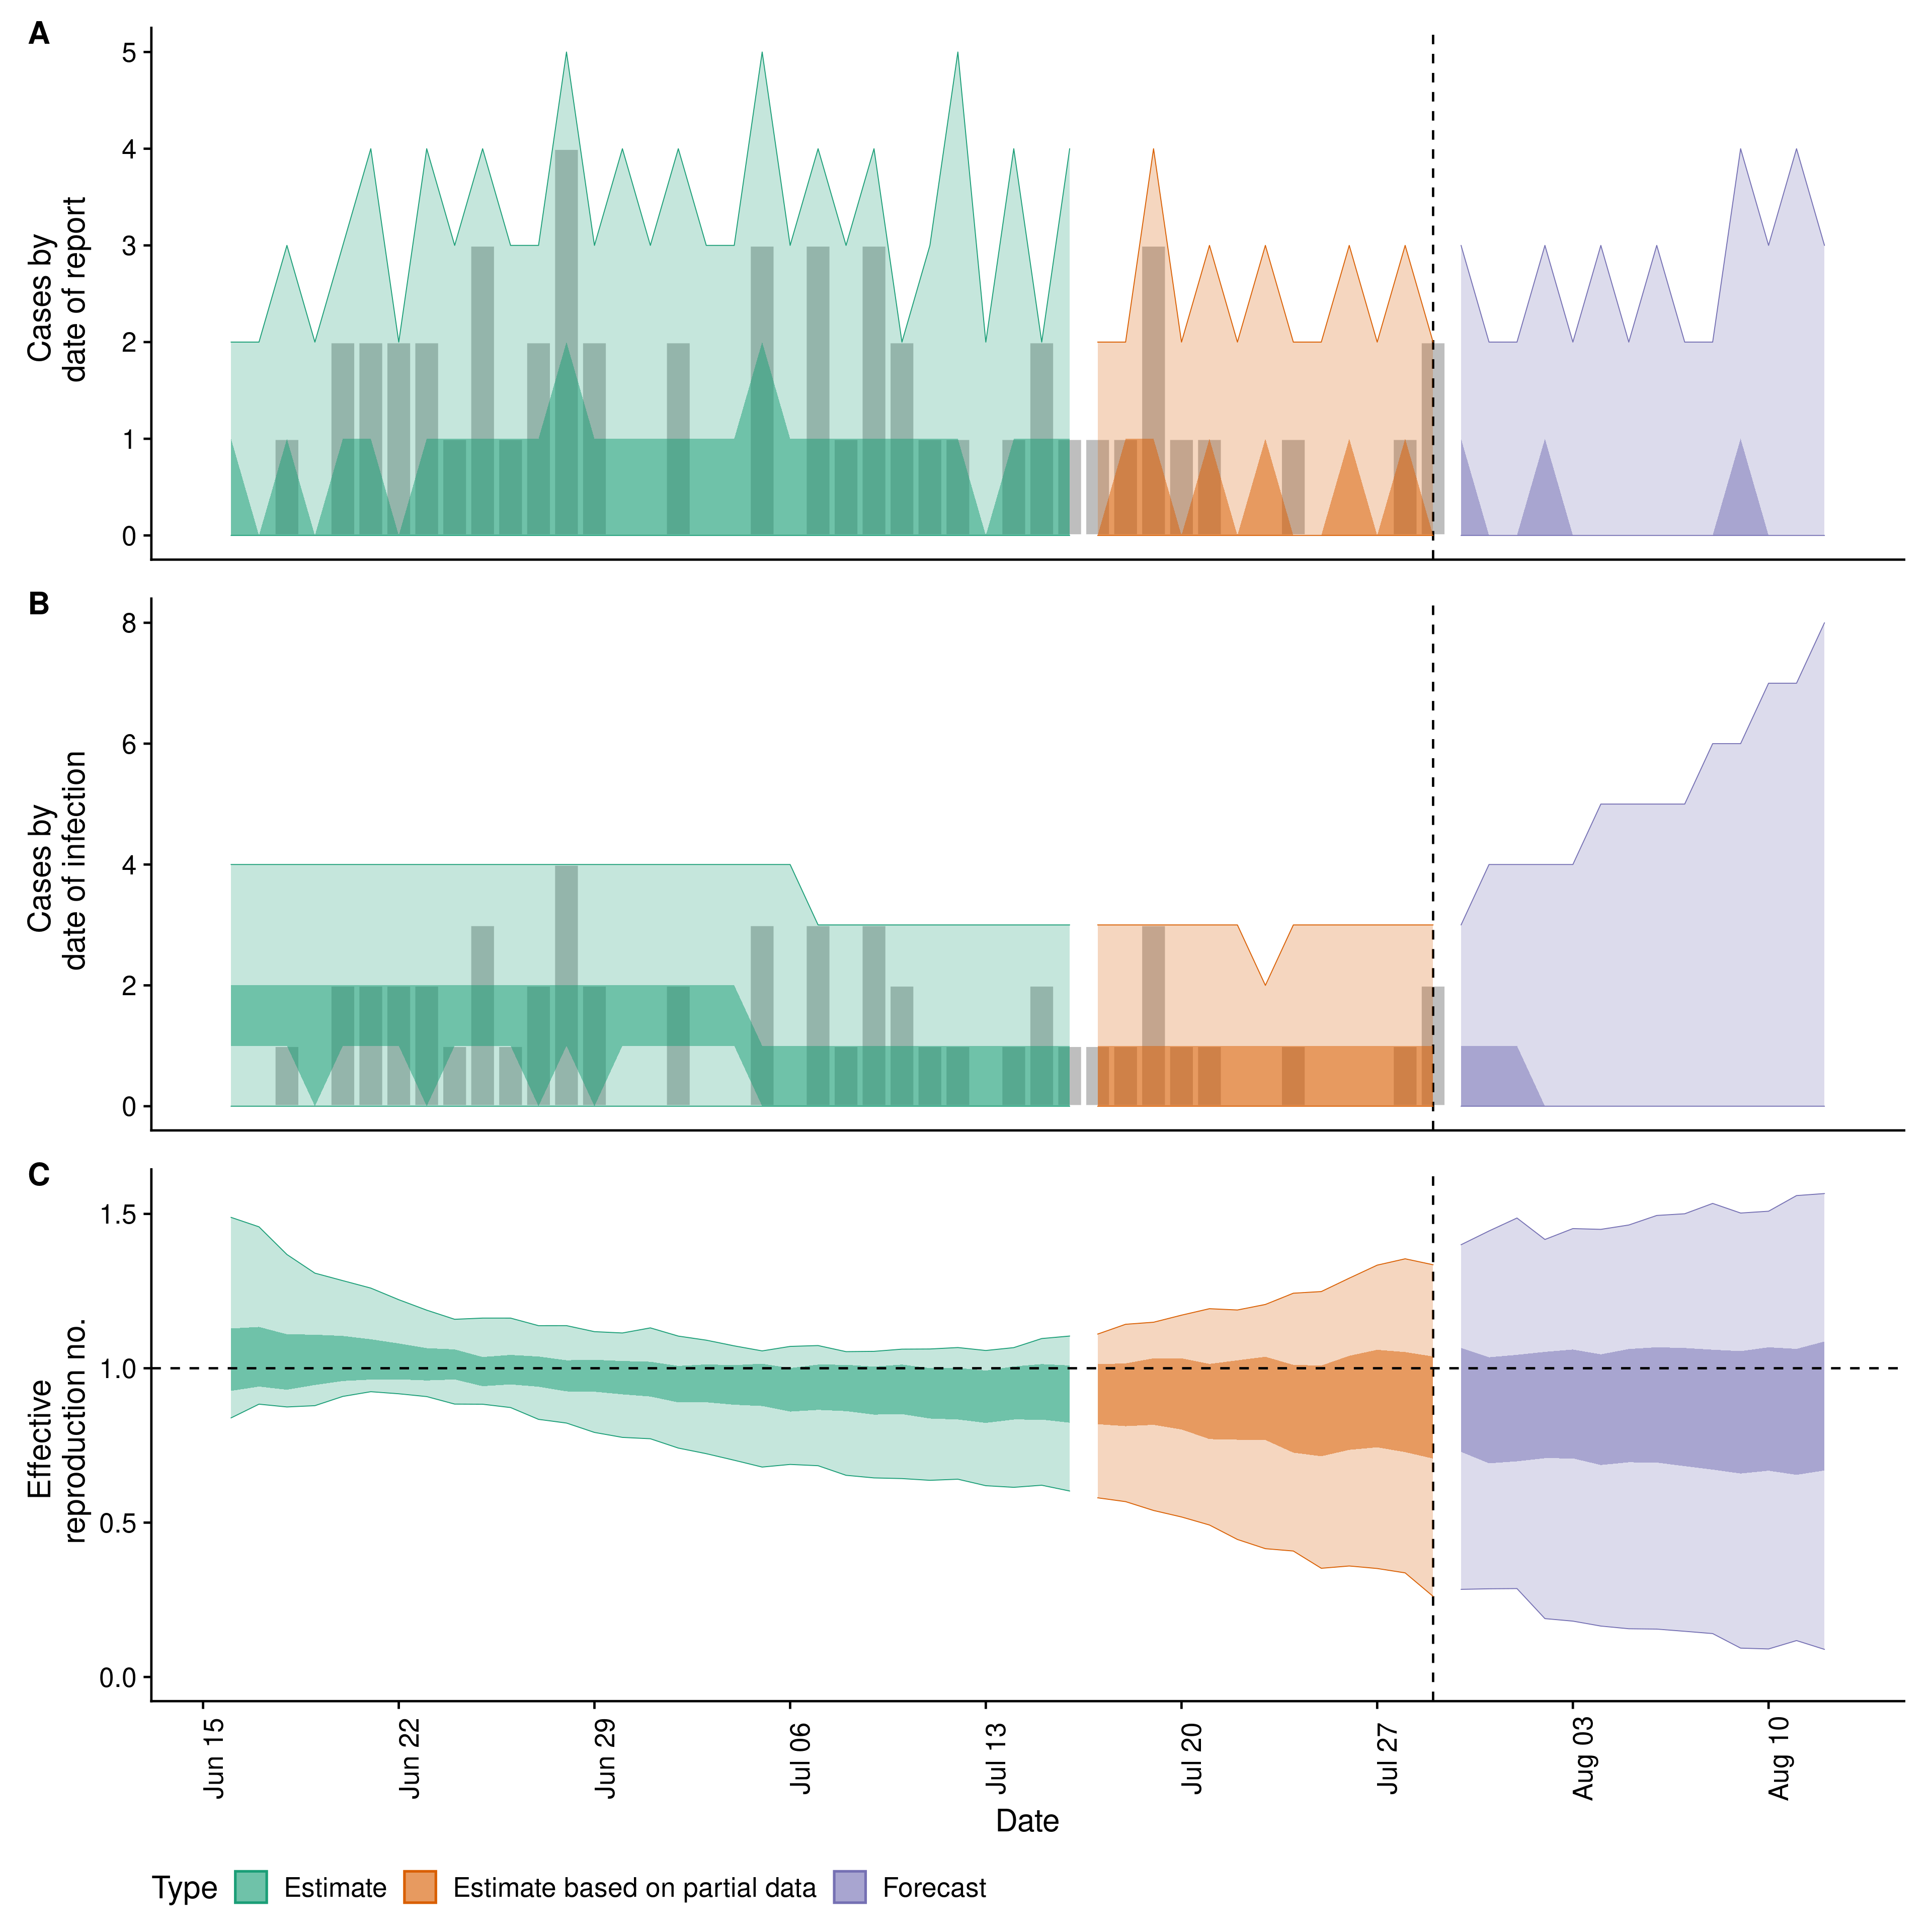 A
Cases by
date of report
5
4
3
2
1
0
B
Cases by
date of infection
8
6
4
2
0
C
Effective
reproduction no.
1.5
1.0
0.5
0.0
Jun 15
Jun 22
Jun 29
Jul 06
Jul 13
Jul 20
Jul 27
Aug 03
Aug 10
Date
Type Estimate Estimate based on partial data Forecast